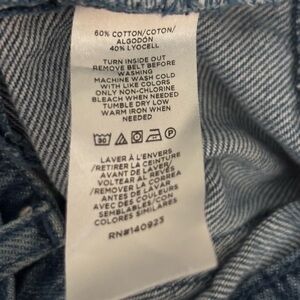 60% COTTON/COTON/
ALGODÓN
40% LYOCELL
TURN INSIDE OUT
REMOVE BELT BEFORE
WASHING
MACHINE WASH COLD
WITH LIKE COLORS
ONLY NON-CHLORINE
BLEACH WHEN NEEDED
TUMBLE DRY LOW
WARM IRON WHEN
NEEDED
30 P
LAVER À L'ENVERS
/RETIRER LA CEINTURE
AVANT DE LAVER/
VOLTEAR AL REVÉS
/REMOVER LA CORREA
ANTES DE LAVAR
AVEC DES COULEURS
SEMBLABLES/CON
COLORES SIMILARES
RN#140923